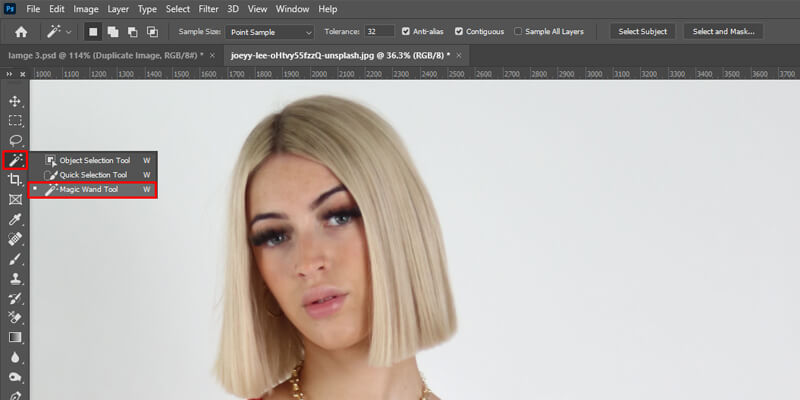 Ps File Edit Image Layer Type Select Filter 3D View Window Help
Sample Size: Point Sample Tolerance: 32 Anti-alias Contiguous Sample All Layers Select Subject Select and Mask...
Iamge 3.psd @ 114% (Duplicate Image, RGB/8#) * × joeyy-lee-oHtvy55fzzQ-unsplash.jpg @ 36.3% (RGB/8) * ×
1000 1100 1200 1300 1400 1500 1600 1700 1800 1900 2000 2100 2200 2300 2400 2500 2600 2700 2800 2900 3000 3100 3200 3300 3400 3500 3600 3700
Object Selection Tool W
Quick Selection Tool W
Magic Wand Tool W